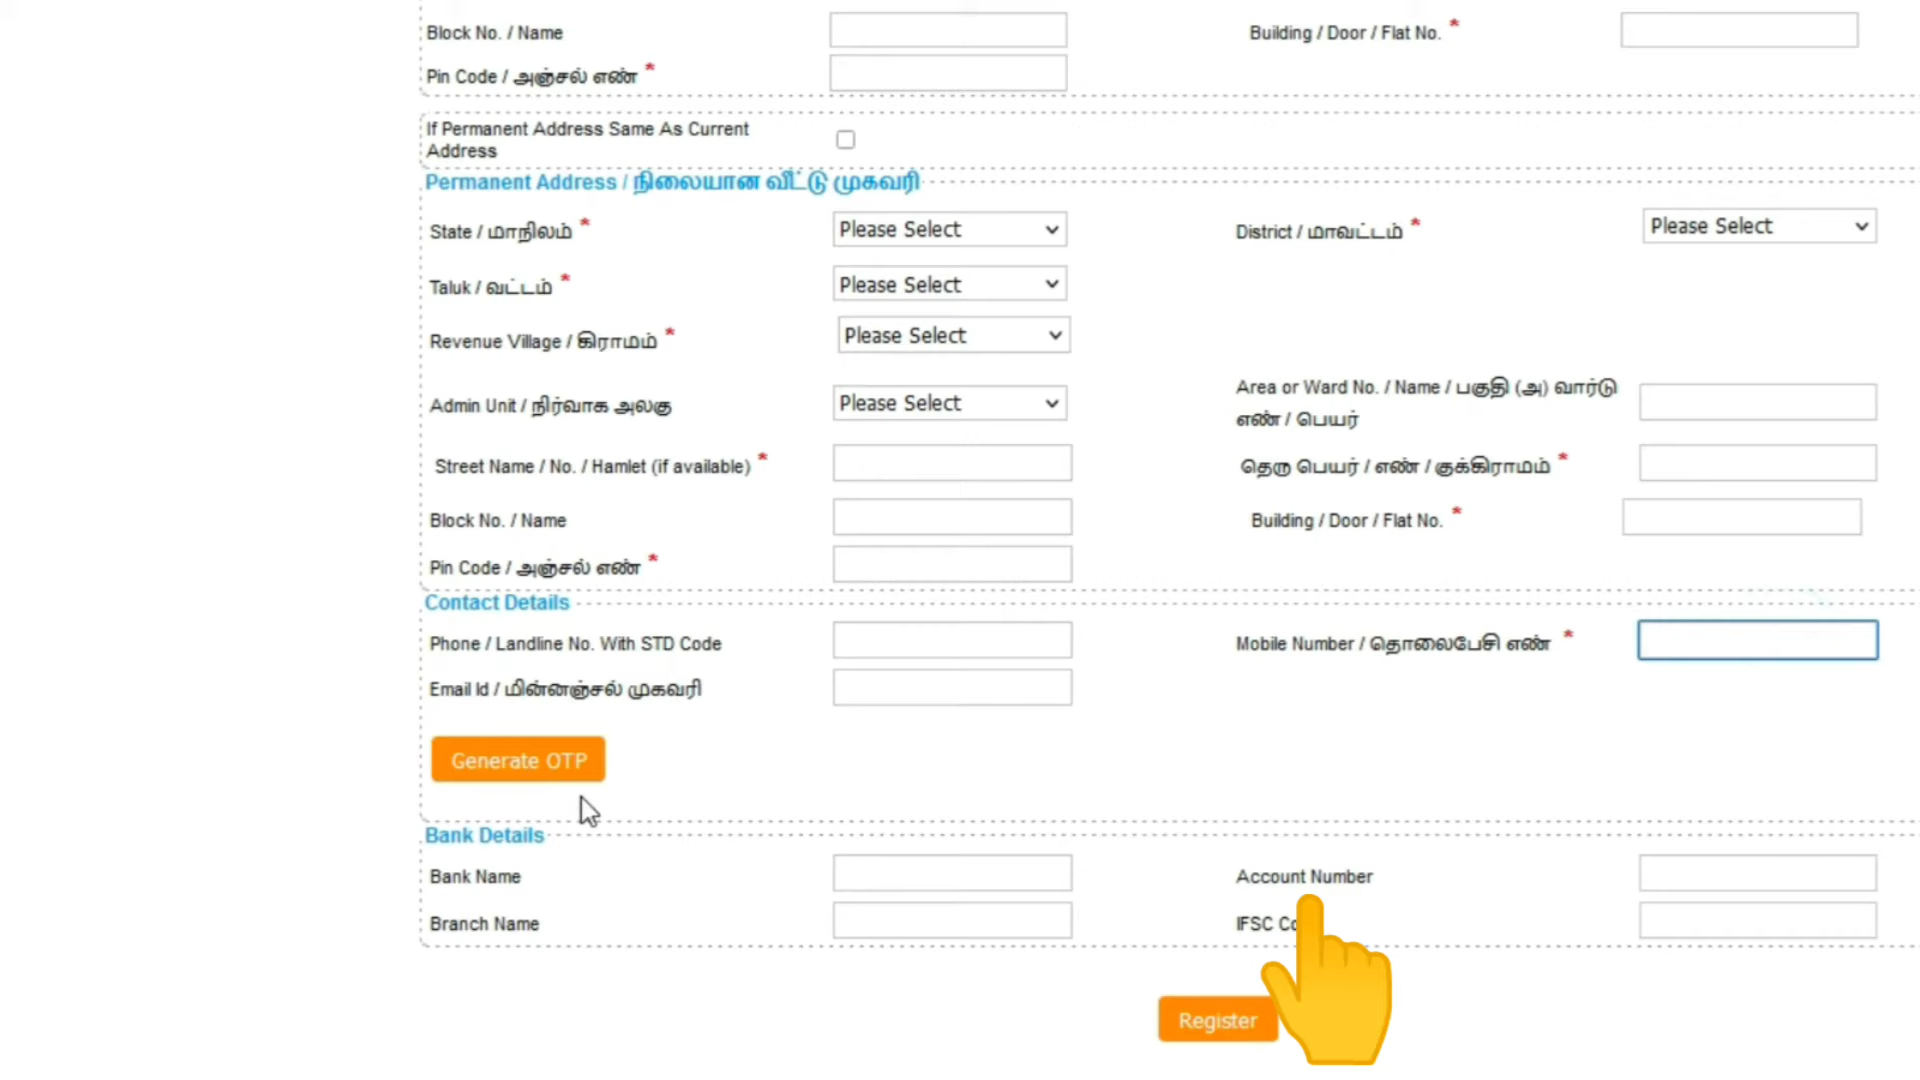 Block No. / Name Building / Door / Flat No. *
Pin Code / அஞ்சல் எண் *
If Permanent Address Same As Current
Address
Permanent Address / நிலையான வீட்டு முகவரி
State / மாநிலம் * Please Select District / மாவட்டம் * Please Select
Taluk / வட்டம் * Please Select
Revenue Village / கிராமம் * Please Select
Admin Unit / நிர்வாக அலகு Please Select Area or Ward No. / Name / பகுதி (அ) வார்டு
எண் / பெயர்
Street Name / No. / Hamlet (if available) * தெரு பெயர் / எண் / குக்கிராமம் *
Block No. / Name Building / Door / Flat No. *
Pin Code / அஞ்சல் எண் *
Contact Details
Phone / Landline No. With STD Code Mobile Number / தொலைபேசி எண் *
Email Id / மின்னஞ்சல் முகவரி
Generate OTP
Bank Details
Bank Name Account Number
Branch Name IFSC
Register